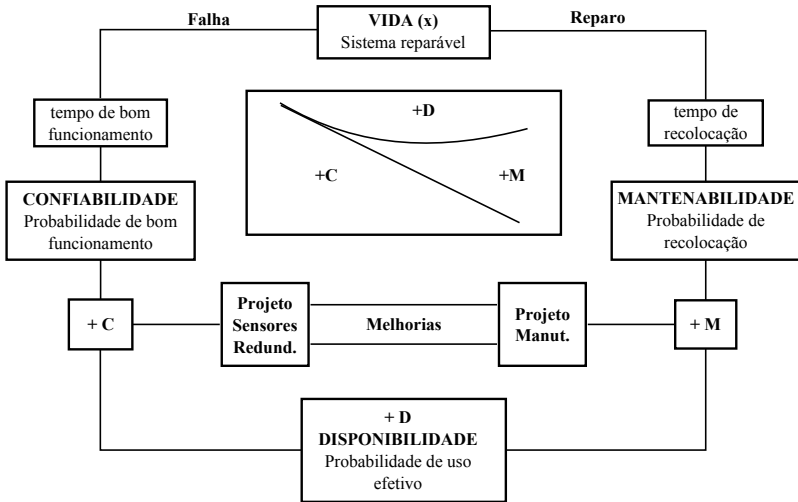 Falha
VIDA (x)
Sistema reparável
Reparo
tempo de bom
funcionamento
+D
+C
+M
tempo de
recolocação
CONFIABILIDADE
Probabilidade de bom
funcionamento
MANTENABILIDADE
Probabilidade de
recolocação
+ C
Projeto
Sensores
Redund.
Melhorias
Projeto
Manut.
+ M
+ D
DISPONIBILIDADE
Probabilidade de uso
efetivo